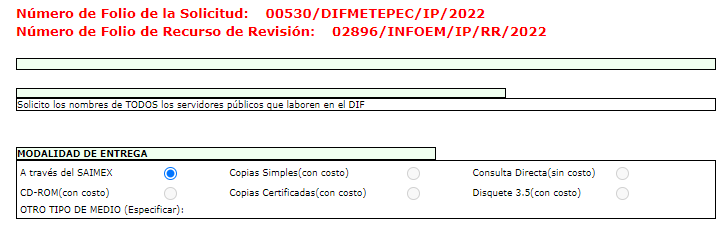 Número de Folio de la Solicitud: 00530/DIFMETEPEC/IP/2022
Número de Folio de Recurso de Revisión: 02896/INFOEM/IP/RR/2022
Solicito los nombres de TODOS los servidores públicos que laboren en el DIF
MODALIDAD DE ENTREGA
A través del SAIMEX Copias Simples(con costo) Consulta Directa(sin costo)
CD-ROM(con costo) Copias Certificadas(con costo) Disquete 3.5(con costo)
OTRO TIPO DE MEDIO (Especificar):